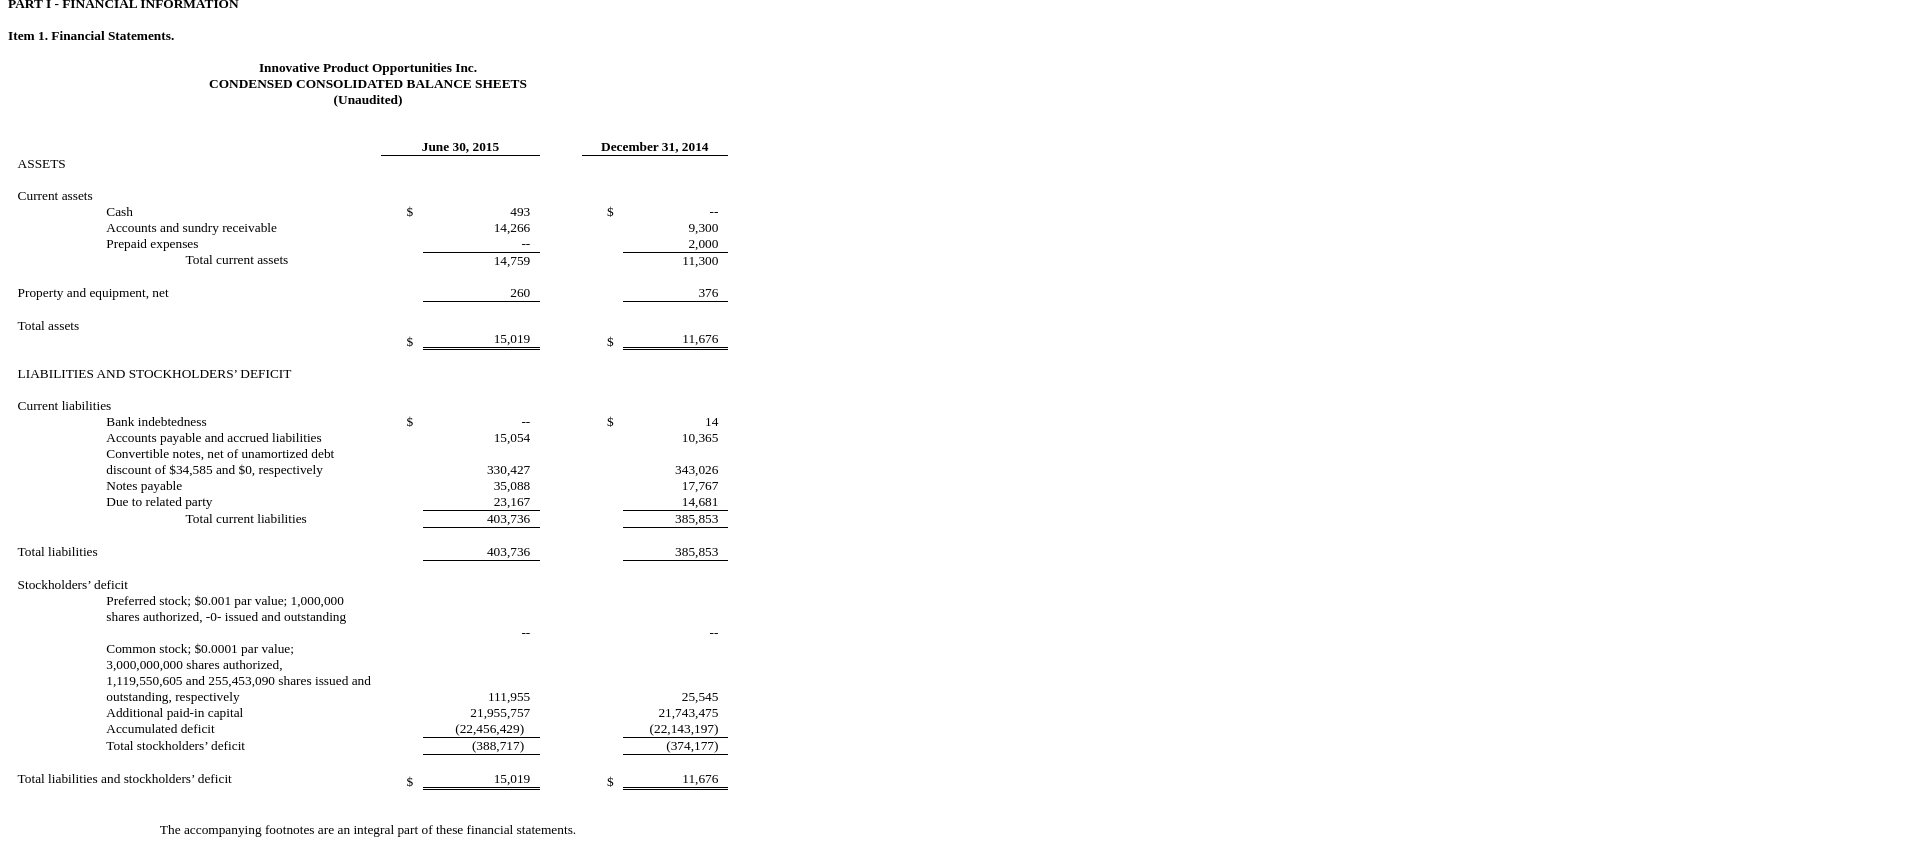 PART I - FINANCIAL INFORMATION
Item 1. Financial Statements.
Innovative Product Opportunities Inc.
CONDENSED CONSOLIDATED BALANCE SHEETS
(Unaudited)
June 30, 2015 December 31, 2014
ASSETS
Current assets
Cash $ 493 $ --
Accounts and sundry receivable 14,266 9,300
Prepaid expenses -- 2,000
Total current assets 14,759 11,300
Property and equipment, net 260 376
Total assets
$ 15,019 $ 11,676
LIABILITIES AND STOCKHOLDERS’ DEFICIT
Current liabilities
Bank indebtedness $ -- $ 14
Accounts payable and accrued liabilities 15,054 10,365
Convertible notes, net of unamortized debt
discount of $34,585 and $0, respectively 330,427 343,026
Notes payable 35,088 17,767
Due to related party 23,167 14,681
Total current liabilities 403,736 385,853
Total liabilities 403,736 385,853
Stockholders’ deficit
Preferred stock; $0.001 par value; 1,000,000
shares authorized, -0- issued and outstanding
-- --
Common stock; $0.0001 par value;
3,000,000,000 shares authorized,
1,119,550,605 and 255,453,090 shares issued and
outstanding, respectively 111,955 25,545
Additional paid-in capital 21,955,757 21,743,475
Accumulated deficit (22,456,429) (22,143,197)
Total stockholders’ deficit (388,717) (374,177)
Total liabilities and stockholders’ deficit $ 15,019 $ 11,676
The accompanying footnotes are an integral part of these financial statements.